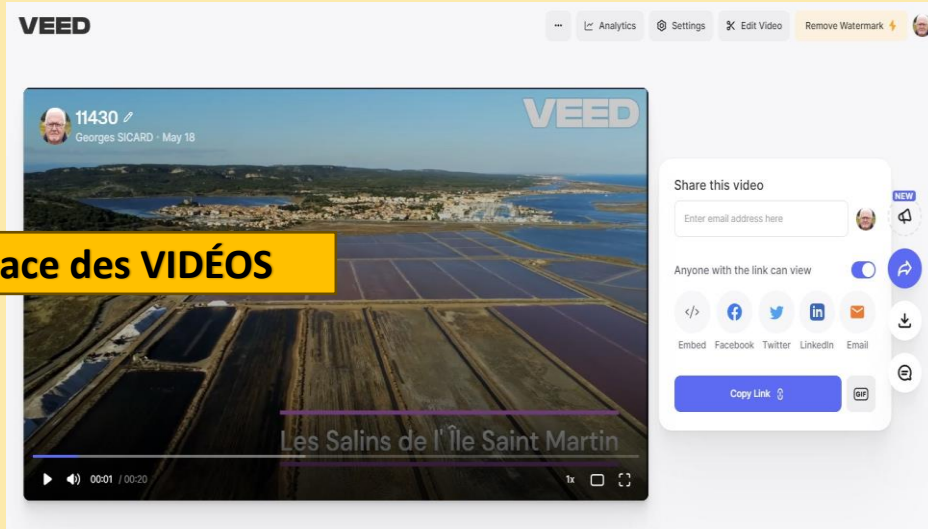 VEED
Analytics
Settings
Edit Video
Remove Watermark
VEED
11430
Georges SICARD - May 18
ace des VIDÉOS
Les Salins de l'Île Saint Martin
00:01 / 00:20
1x
Share this video
Enter email address here
NEW
Anyone with the link can view
Embed Facebook Twitter LinkedIn Email
Copy Link
GIF